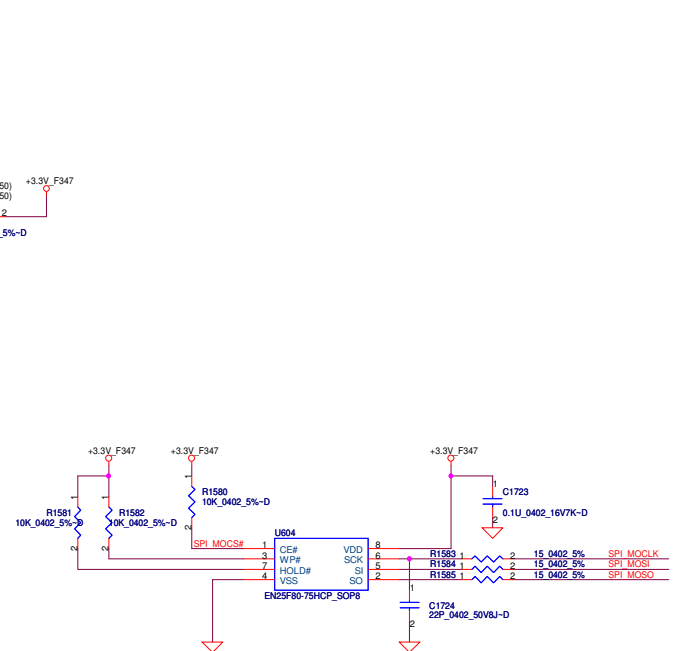 50)
+3.3V_F347
50)
2
5%~D
+3.3V_F347
+3.3V_F347
+3.3V_F347
1
1
1
1
R1580
10K_0402_5%~D
C1723
0.1U_0402_16V7K~D
R1581
10K_0402_5%~D
R1582
10K_0402_5%~D
2
2
2
2
SPI_MOCS#
U604
1
CE#
VDD
8
3
WP#
SCK
6
7
HOLD#
SI
5
4
VSS
SO
2
EN25F80-75HCP_SOP8
R1583
1
2
15_0402_5%
SPI_MOCLK
R1584
1
2
15_0402_5%
SPI_MOSI
R1585
1
2
15_0402_5%
SPI_MOSO
1
C1724
22P_0402_50V8J~D
2